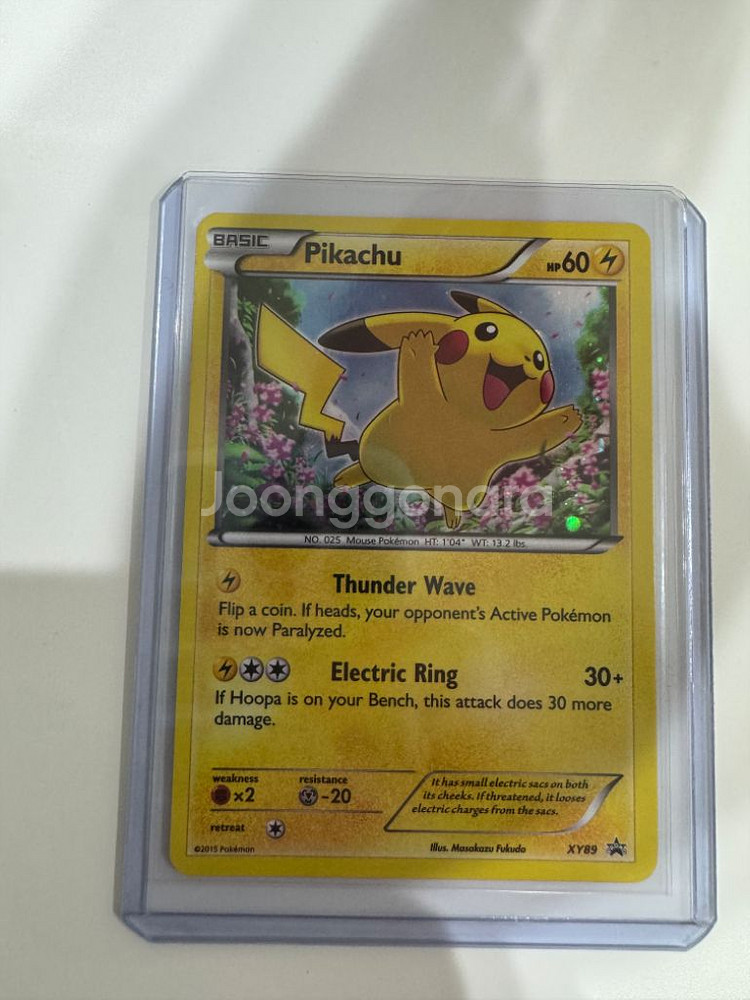 BASIC
Pikachu
HP60
Joonggonara
NO. 025 Mouse Pokémon HT: 1'04" WT: 13.2 lbs.
Thunder Wave
Flip a coin. If heads, your opponent's Active Pokémon
is now Paralyzed.
Electric Ring 30+
If Hoopa is on your Bench, this attack does 30 more
damage.
weakness
×2
resistance
-20
retreat
It has small electric sacs on both
its cheeks. If threatened, it looses
electric charges from the sacs.
©2015 Pokémon
Illus. Masakazu Fukuda
XY89